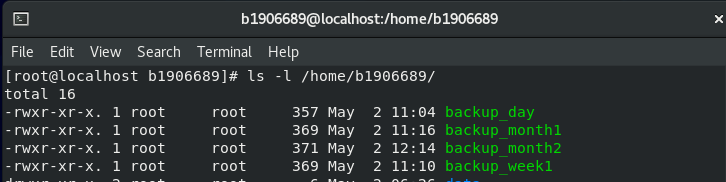 b1906689@localhost:/home/b1906689
File Edit View Search Terminal Help
[root@localhost b1906689]# ls -l /home/b1906689/
total 16
-rwxr-xr-x. 1 root root 357 May 2 11:04 backup_day
-rwxr-xr-x. 1 root root 369 May 2 11:16 backup_month1
-rwxr-xr-x. 1 root root 371 May 2 12:14 backup_month2
-rwxr-xr-x. 1 root root 369 May 2 11:10 backup_week1